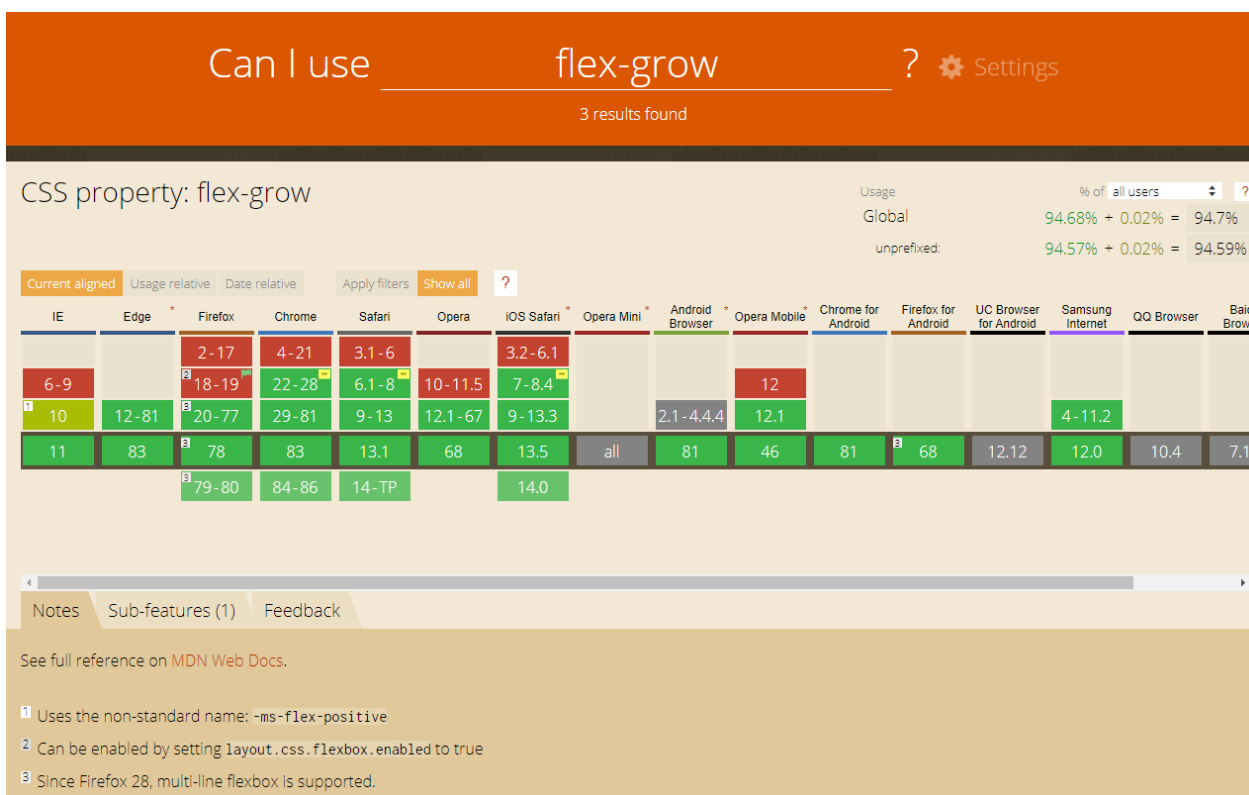 Can I use flex-grow ? Settings
3 results found
CSS property: flex-grow
Usage % of all users ?
Global 94.68% + 0.02% = 94.7%
unprefixed: 94.57% + 0.02% = 94.59%
Current aligned Usage relative Date relative Apply filters Show all ?
IE Edge * Firefox Chrome Safari Opera iOS Safari * Opera Mini * Android Browser * Opera Mobile * Chrome for Android Firefox for Android UC Browser for Android Samsung Internet QQ Browser Baid Brow
2-17 4-21 3.1-6 3.2-6.1
6-9 2 18-19 22-28 6.1-8 10-11.5 7-8.4 12
1 10 12-81 3 20-77 29-81 9-13 12.1-67 9-13.3 2.1-4.4.4 12.1 4-11.2
11 83 3 78 83 13.1 68 13.5 all 81 46 81 3 68 12.12 12.0 10.4 7.1
3 79-80 84-86 14-TP 14.0
Notes Sub-features (1) Feedback
See full reference on MDN Web Docs.
1 Uses the non-standard name: -ms-flex-positive
2 Can be enabled by setting layout.css.flexbox.enabled to true
3 Since Firefox 28, multi-line flexbox is supported.